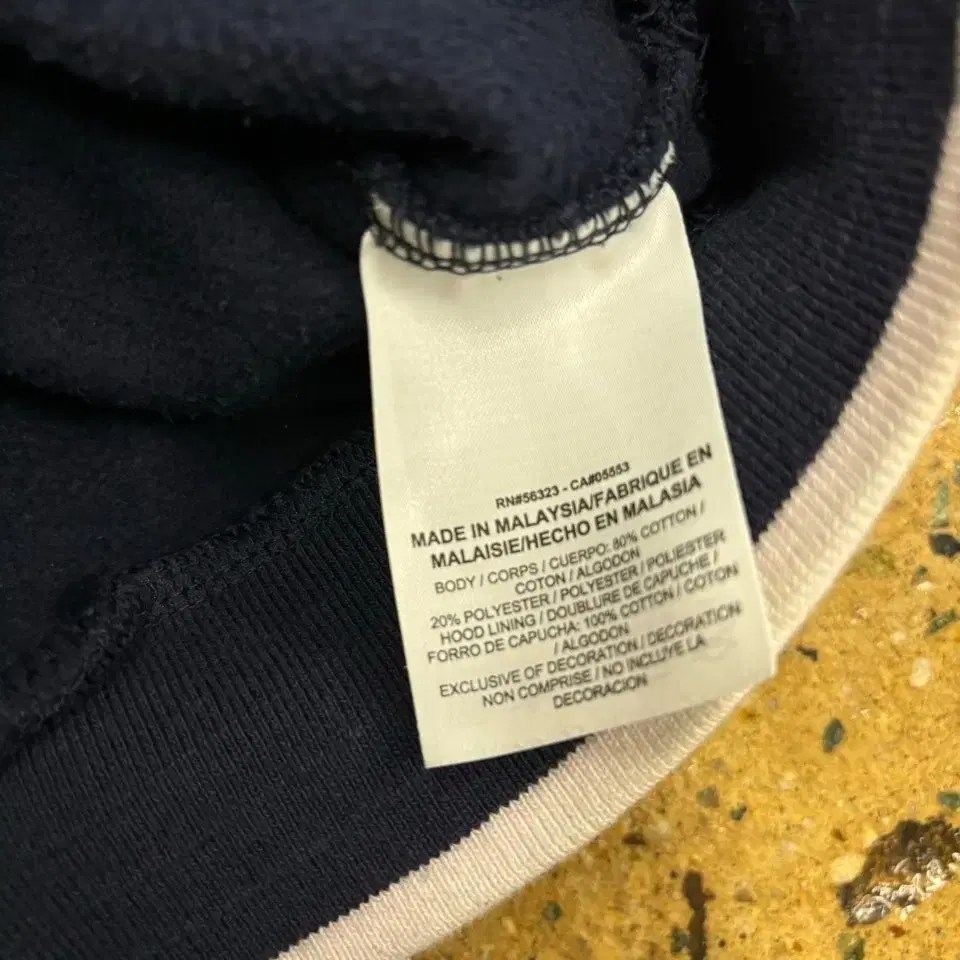 RN#56323 - CA#05553
MADE IN MALAYSIA/FABRIQUE EN
MALAISIE/HECHO EN MALASIA
BODY / CORPS / CUERPO: 80% COTTON /
COTON / ALGODON
20% POLYESTER / POLYESTER / POLIESTER
HOOD LINING / DOUBLURE DE CAPUCHE /
FORRO DE CAPUCHA: 100% COTTON / COTON
/ ALGODON
EXCLUSIVE OF DECORATION / DECORATION
NON COMPRISE / NO INCLUYE LA
DECORACION